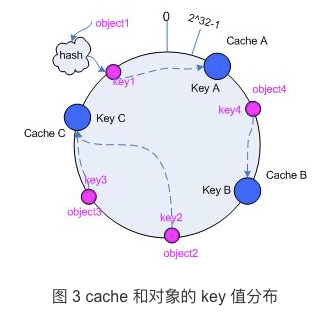 object1
0
2^32-1
hash
Cache A
key1
Key A
object4
key4
Key C
Cache C
Cache B
Key B
key3
object3
key2
object2
图 3 cache 和对象的 key 值分布